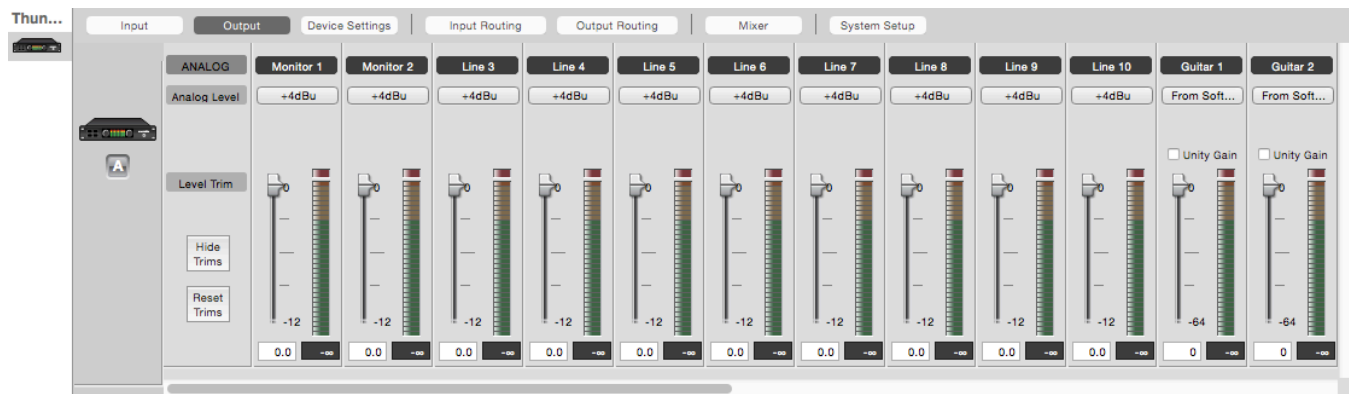 Thun...
Input Output Device Settings Input Routing Output Routing Mixer System Setup
ANALOG Monitor 1 Monitor 2 Line 3 Line 4 Line 5 Line 6 Line 7 Line 8 Line 9 Line 10 Guitar 1 Guitar 2
Analog Level +4dBu +4dBu +4dBu +4dBu +4dBu +4dBu +4dBu +4dBu +4dBu +4dBu From Soft... From Soft...
A
Unity Gain Unity Gain
Level Trim 0 0 0 0 0 0 0 0 0 0 0 0
Hide
Trims
Reset
Trims
-12 -12 -12 -12 -12 -12 -12 -12 -12 -12 -64 -64
0.0 -∞ 0.0 -∞ 0.0 -∞ 0.0 -∞ 0.0 -∞ 0.0 -∞ 0.0 -∞ 0.0 -∞ 0.0 -∞ 0.0 -∞ 0 -∞ 0 -∞